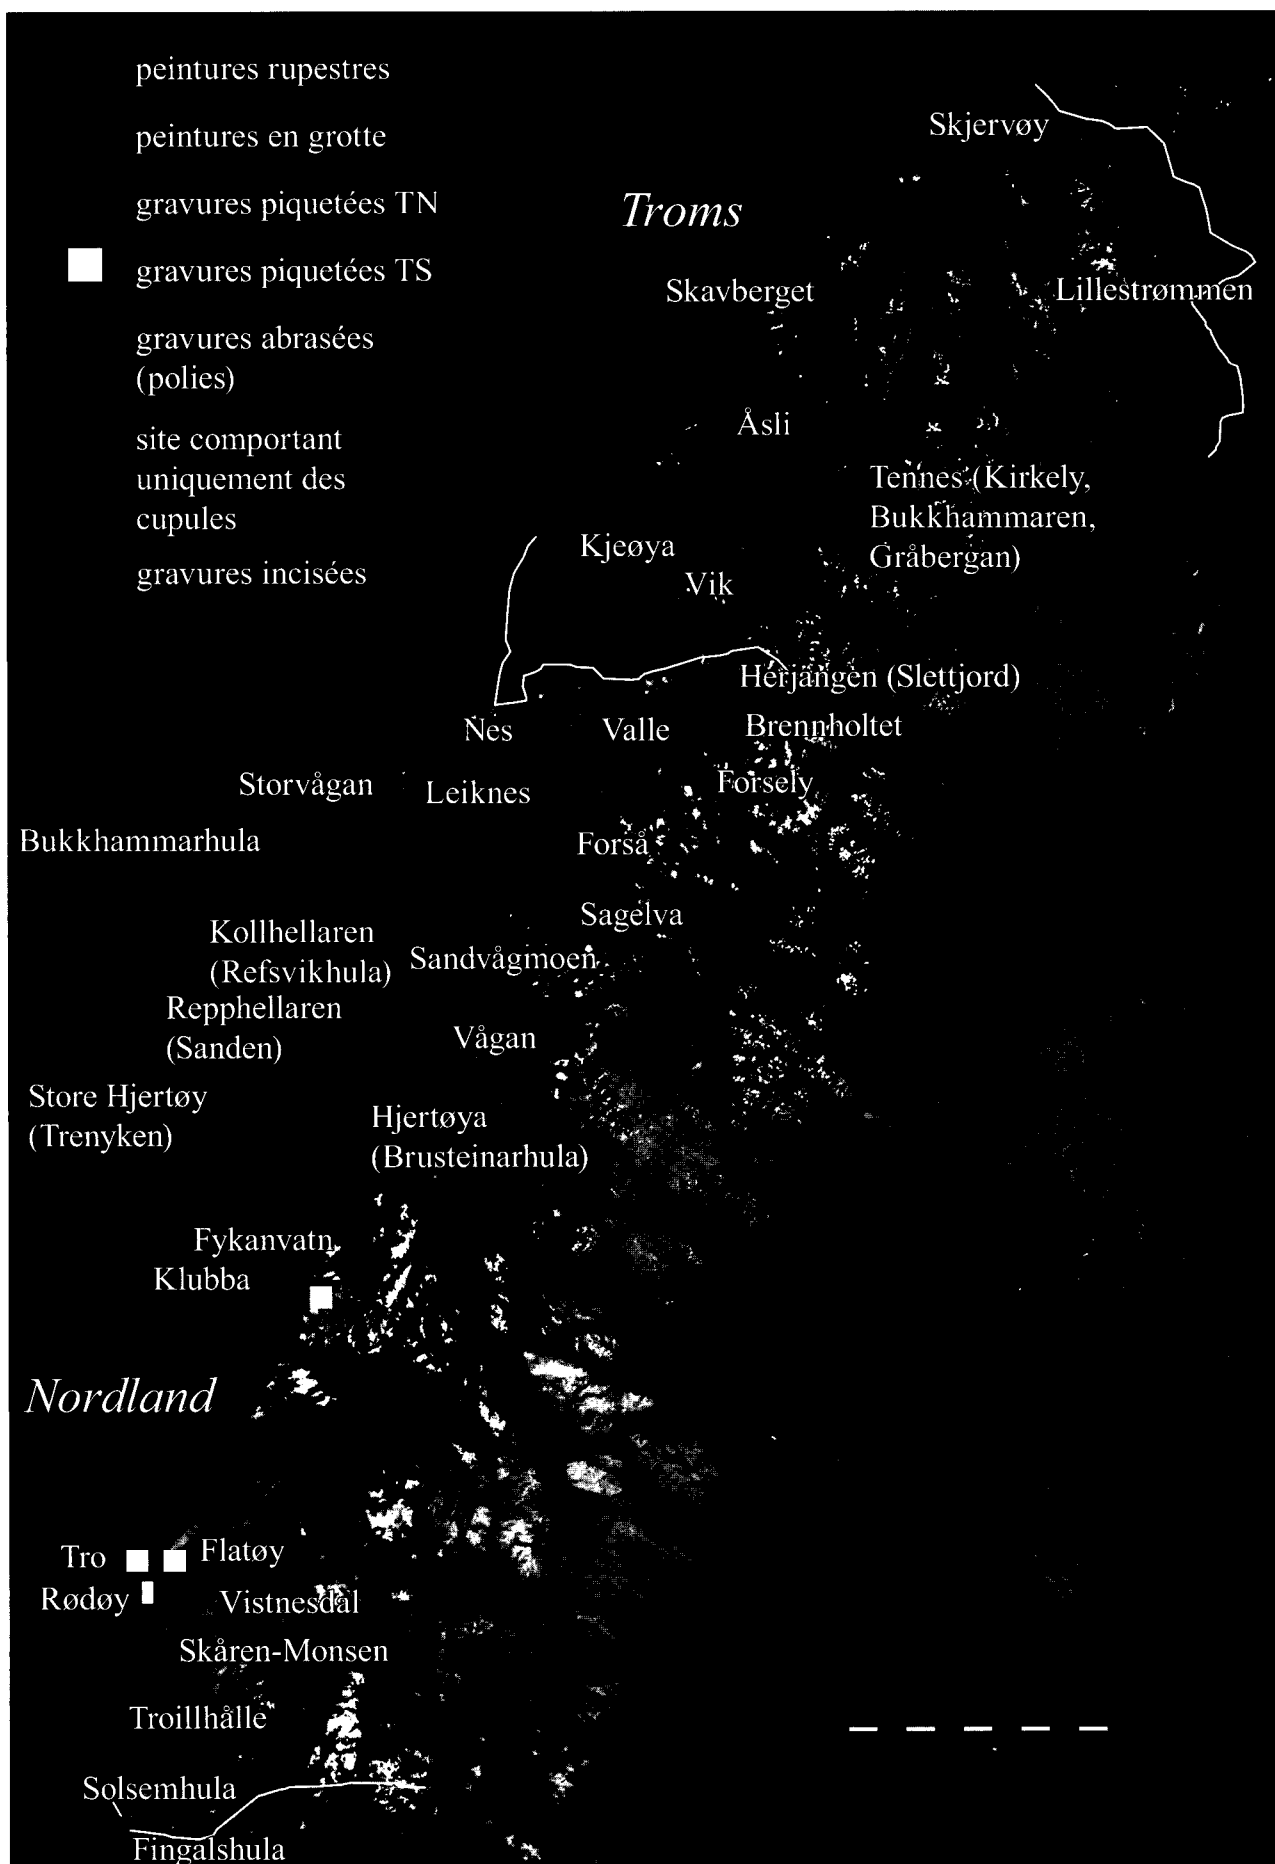 peintures rupestres
peintures en grotte
gravures piquetées TN
gravures piquetées TS
gravures abrasées
(polies)
site comportant
uniquement des
cupules
gravures incisées
Skjervøy
Troms
Skavberget
Lillestrømmen
Åsli
Tennes (Kirkely,
Bukkhammaren,
Gråbergan)
Kjeøya
Vik
Herjangen (Slettjord)
Nes
Valle
Brennholtet
Storvågan
Leiknes
Forsely
Bukkhammarhula
Forså
Sagelva
Kollhellaren
(Refsvikhula)
Sandvågmoen
Repphellaren
(Sanden)
Vågan
Store Hjertøy
(Trenyken)
Hjertøya
(Brusteinarhula)
Fykanvatn
Klubba
Nordland
Tro
Flatøy
Rødøy
Vistnesdal
Skåren-Monsen
Troillhålle
Solsemhula
Fingalshula